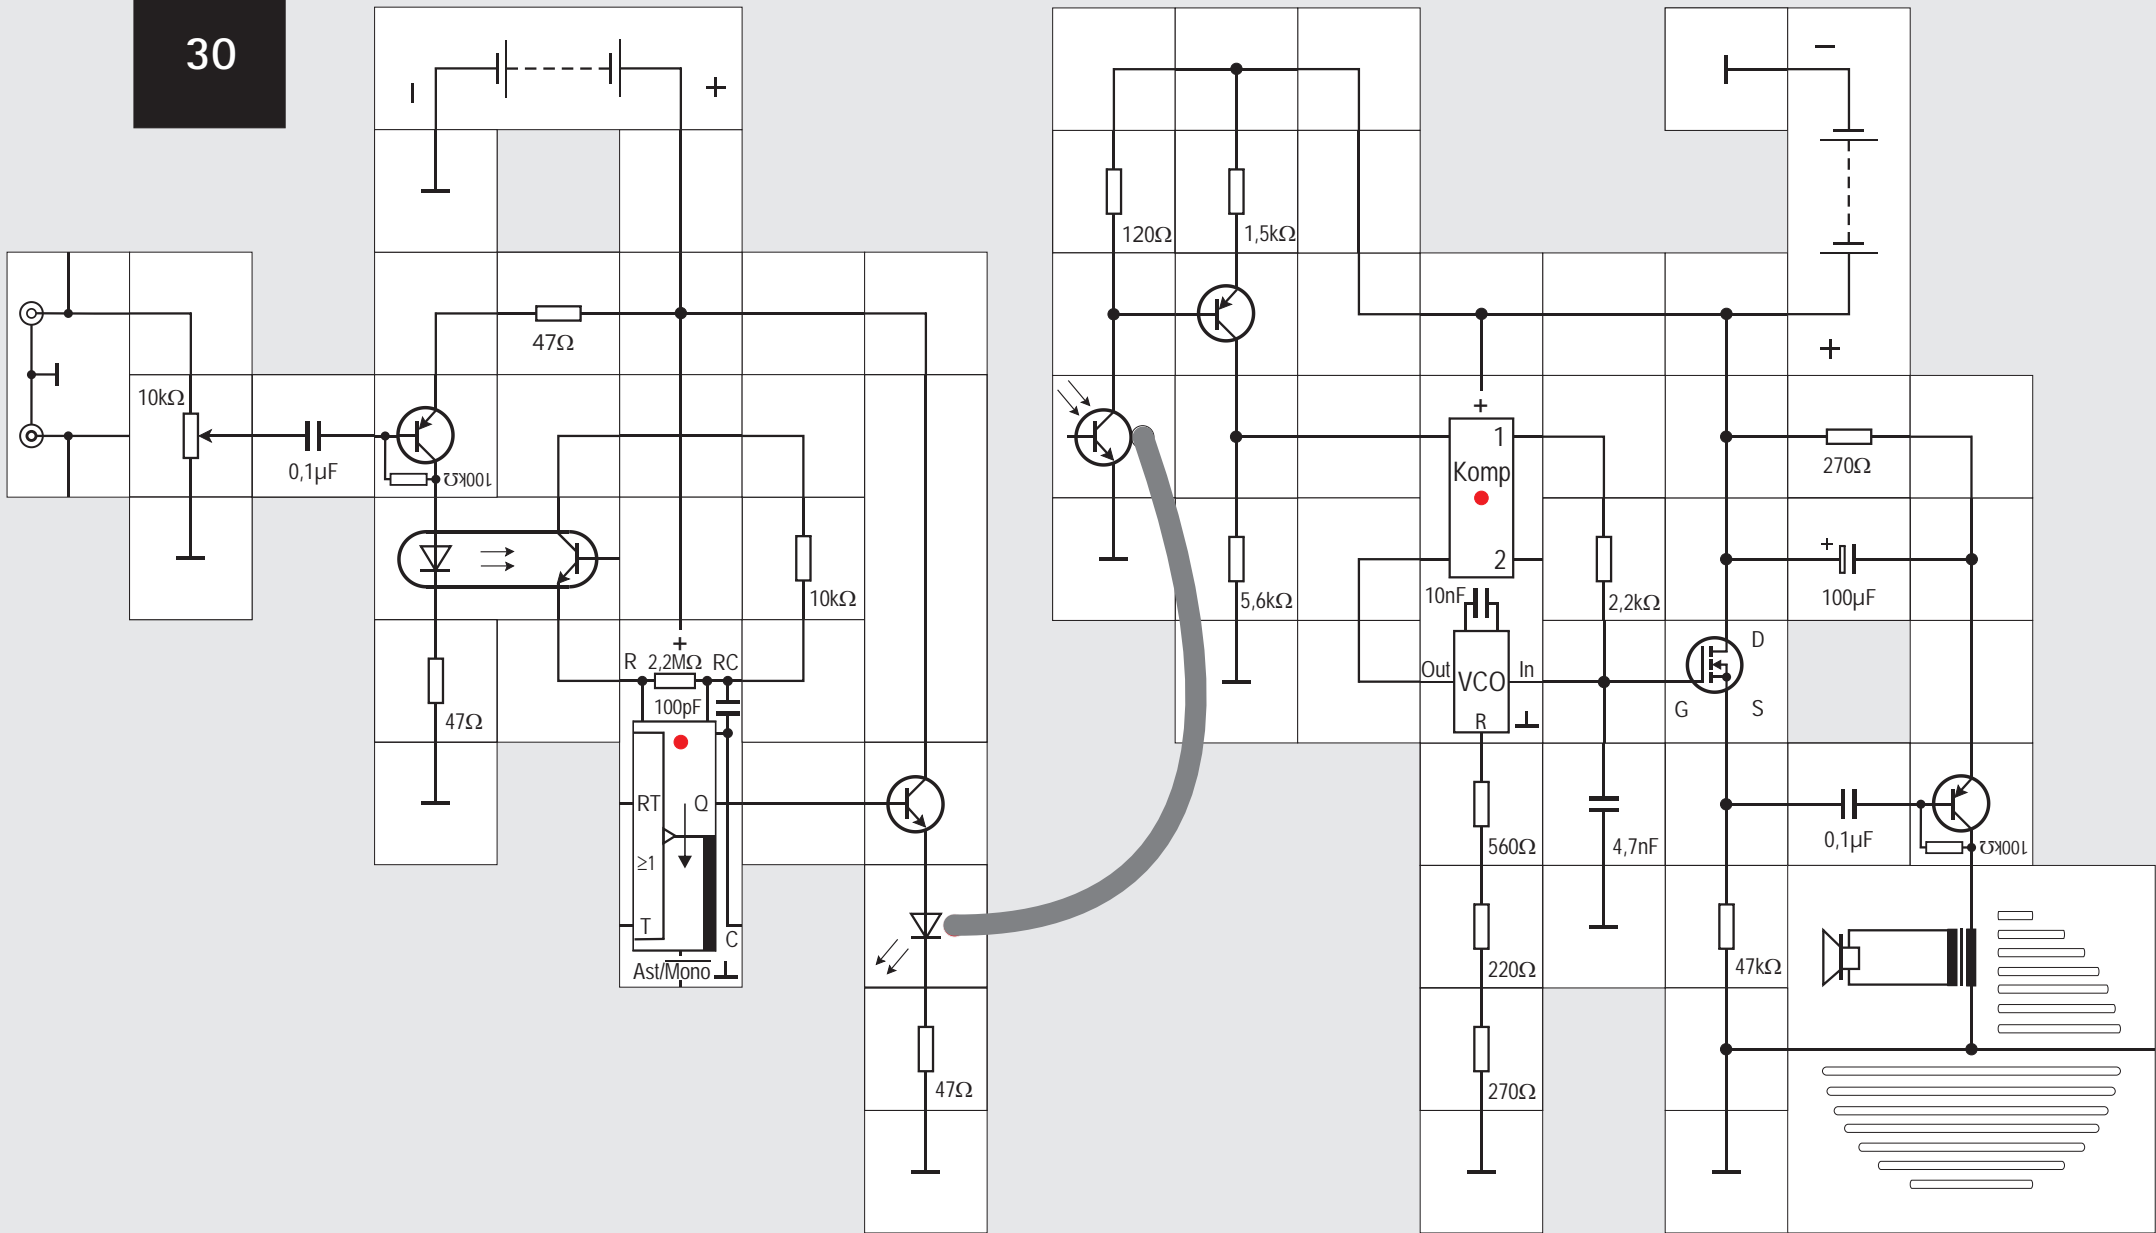 30
− +
−
120Ω 1,5kΩ
47Ω
+
10kΩ
0,1µF
100kΩ
+
1
Komp
2
270Ω
+
100µF
10kΩ
5,6kΩ
10nF
2,2kΩ
+
R 2,2MΩ RC
100pF
47Ω
Out VCO In
R
D
G S
RT Q
≥1
T
C
Ast/Mono
560Ω
4,7nF
0,1µF
100kΩ
220Ω
47kΩ
47Ω
270Ω